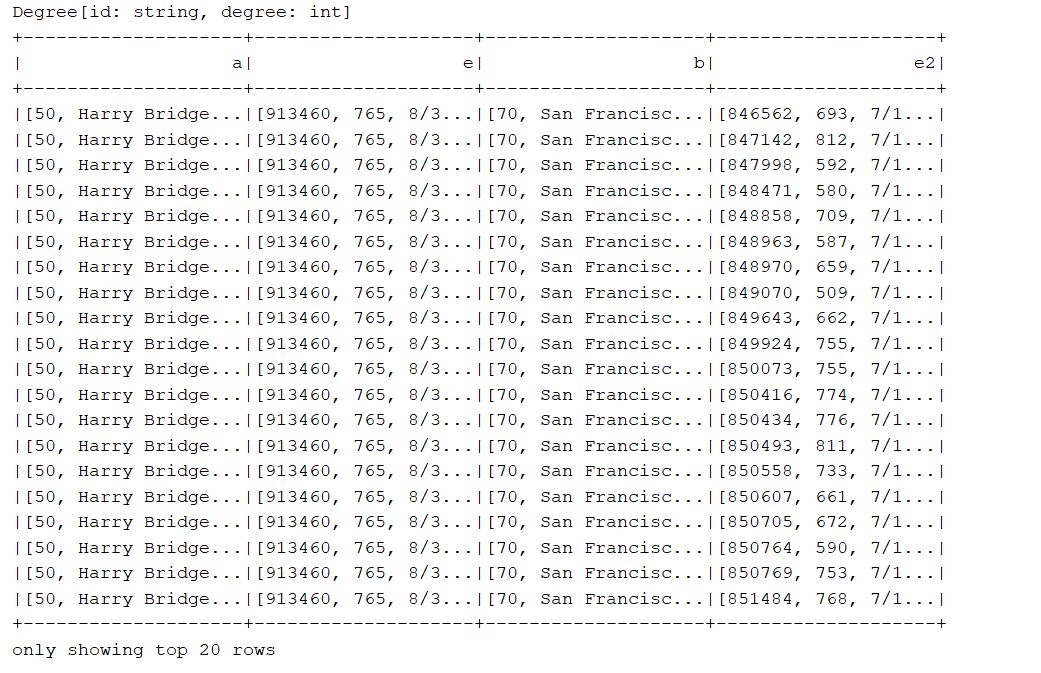 Degree[id: string, degree: int]
+--------------------+--------------------+--------------------+--------------------+
|                   a|                   e|                   b|                  e2|
+--------------------+--------------------+--------------------+--------------------+
|[50, Harry Bridge...|[913460, 765, 8/3...|[70, San Francisc...|[846562, 693, 7/1...|
|[50, Harry Bridge...|[913460, 765, 8/3...|[70, San Francisc...|[847142, 812, 7/1...|
|[50, Harry Bridge...|[913460, 765, 8/3...|[70, San Francisc...|[847998, 592, 7/1...|
|[50, Harry Bridge...|[913460, 765, 8/3...|[70, San Francisc...|[848471, 580, 7/1...|
|[50, Harry Bridge...|[913460, 765, 8/3...|[70, San Francisc...|[848858, 709, 7/1...|
|[50, Harry Bridge...|[913460, 765, 8/3...|[70, San Francisc...|[848963, 587, 7/1...|
|[50, Harry Bridge...|[913460, 765, 8/3...|[70, San Francisc...|[848970, 659, 7/1...|
|[50, Harry Bridge...|[913460, 765, 8/3...|[70, San Francisc...|[849070, 509, 7/1...|
|[50, Harry Bridge...|[913460, 765, 8/3...|[70, San Francisc...|[849643, 662, 7/1...|
|[50, Harry Bridge...|[913460, 765, 8/3...|[70, San Francisc...|[849924, 755, 7/1...|
|[50, Harry Bridge...|[913460, 765, 8/3...|[70, San Francisc...|[850073, 755, 7/1...|
|[50, Harry Bridge...|[913460, 765, 8/3...|[70, San Francisc...|[850416, 774, 7/1...|
|[50, Harry Bridge...|[913460, 765, 8/3...|[70, San Francisc...|[850434, 776, 7/1...|
|[50, Harry Bridge...|[913460, 765, 8/3...|[70, San Francisc...|[850493, 811, 7/1...|
|[50, Harry Bridge...|[913460, 765, 8/3...|[70, San Francisc...|[850558, 733, 7/1...|
|[50, Harry Bridge...|[913460, 765, 8/3...|[70, San Francisc...|[850607, 661, 7/1...|
|[50, Harry Bridge...|[913460, 765, 8/3...|[70, San Francisc...|[850705, 672, 7/1...|
|[50, Harry Bridge...|[913460, 765, 8/3...|[70, San Francisc...|[850764, 590, 7/1...|
|[50, Harry Bridge...|[913460, 765, 8/3...|[70, San Francisc...|[850769, 753, 7/1...|
|[50, Harry Bridge...|[913460, 765, 8/3...|[70, San Francisc...|[851484, 768, 7/1...|
+--------------------+--------------------+--------------------+--------------------+
only showing top 20 rows